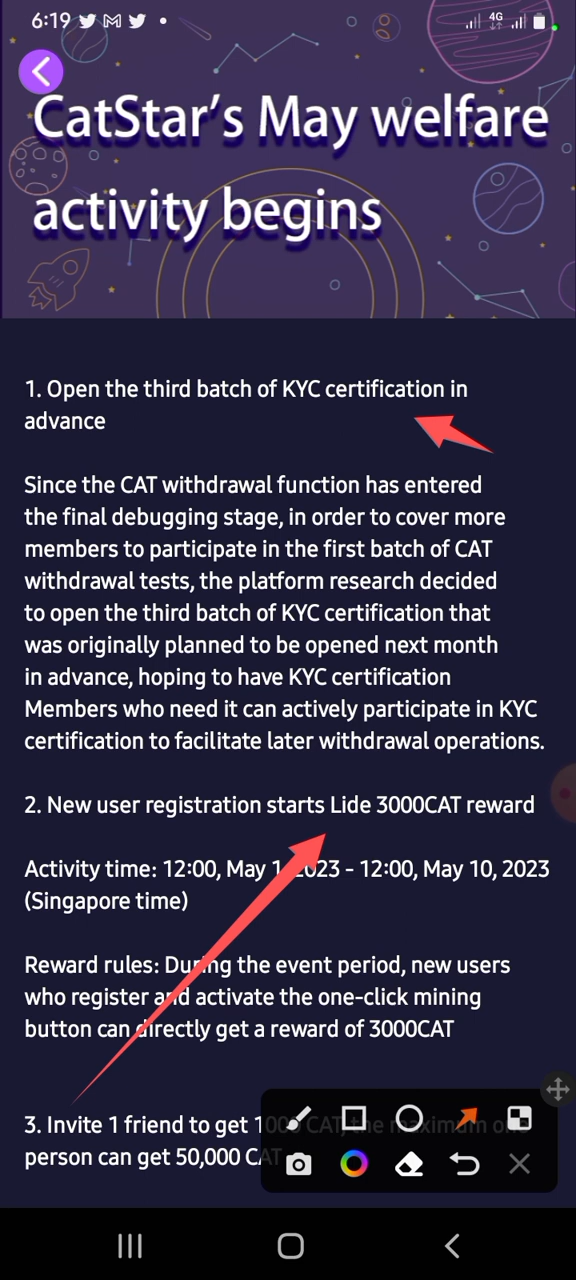 6:19
4G
CatStar's May welfare
activity begins
1. Open the third batch of KYC certification in
advance
Since the CAT withdrawal function has entered
the final debugging stage, in order to cover more
members to participate in the first batch of CAT
withdrawal tests, the platform research decided
to open the third batch of KYC certification that
was originally planned to be opened next month
in advance, hoping to have KYC certification
Members who need it can actively participate in KYC
certification to facilitate later withdrawal operations.
2. New user registration starts Lide 3000CAT reward
Activity time: 12:00, May 1, 2023 - 12:00, May 10, 2023
(Singapore time)
Reward rules: During the event period, new users
who register and activate the one-click mining
button can directly get a reward of 3000CAT
3. Invite 1 friend to get 1000 CAT, the maximum one
person can get 50,000 CAT